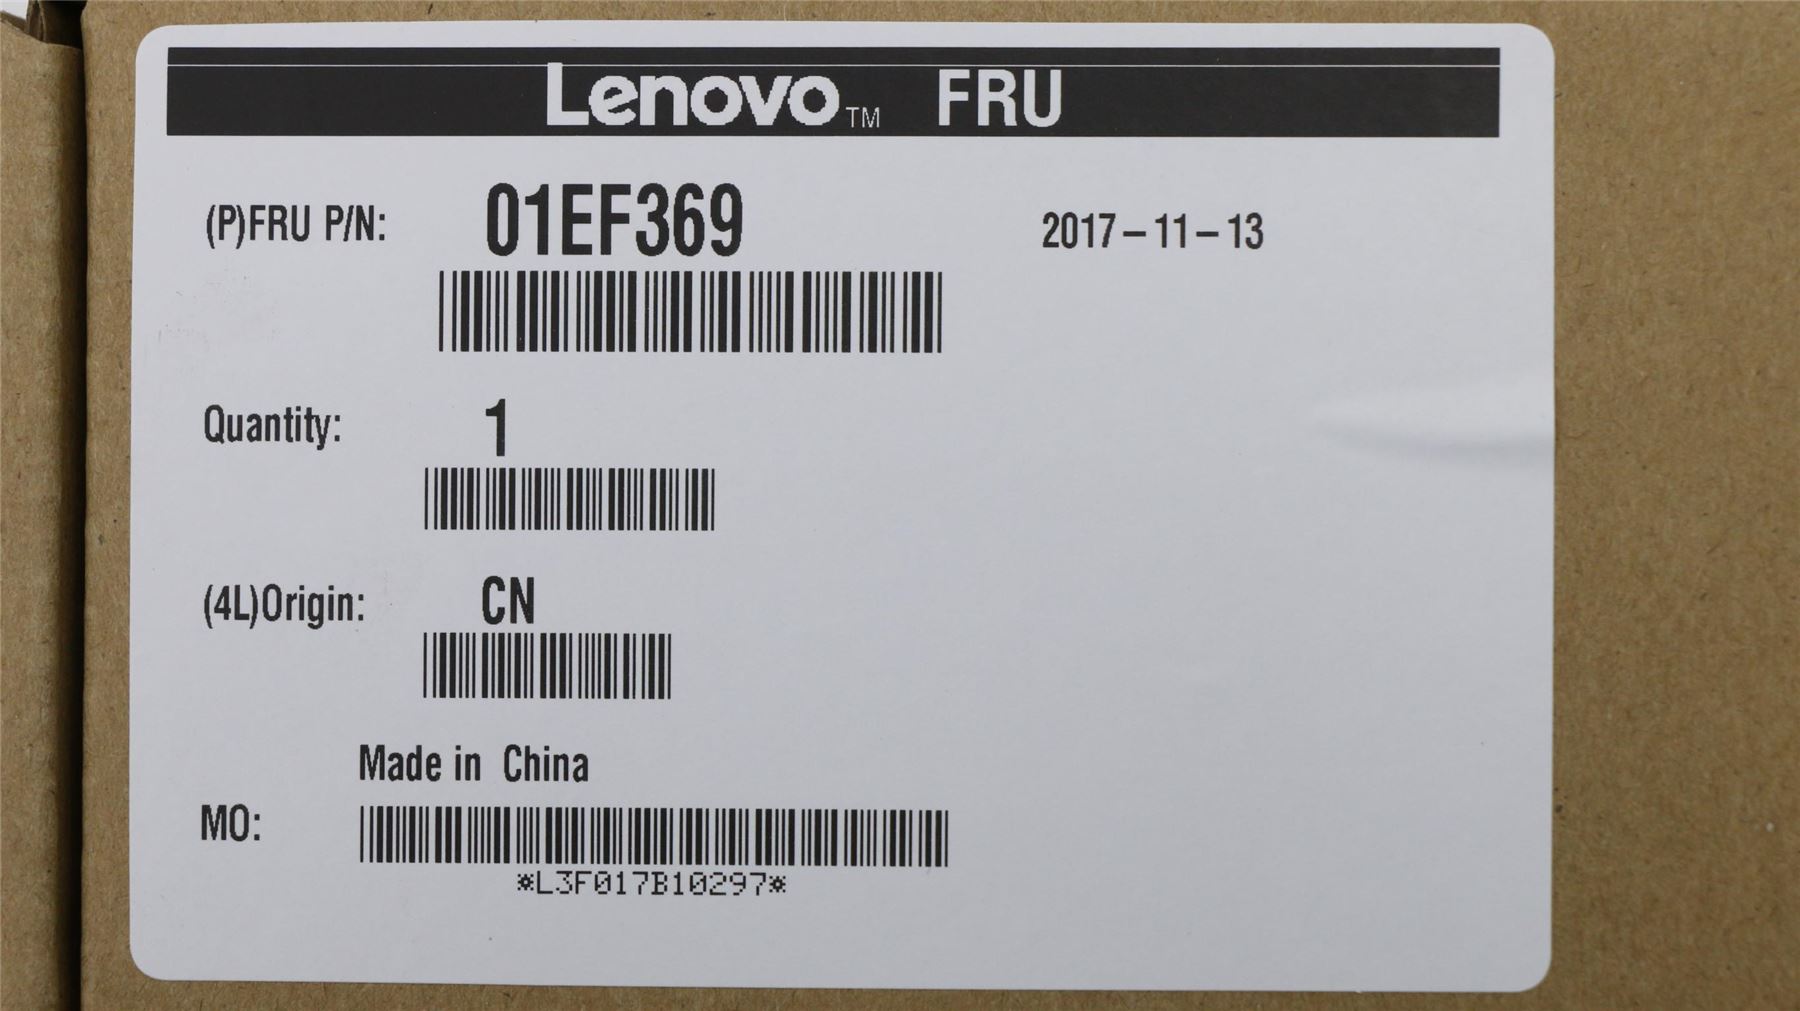 Lenovo™ FRU
(P)FRU P/N: 01EF369 2017-11-13
Quantity: 1
(4L)Origin: CN
Made in China
MO:
*L3F017B10297*